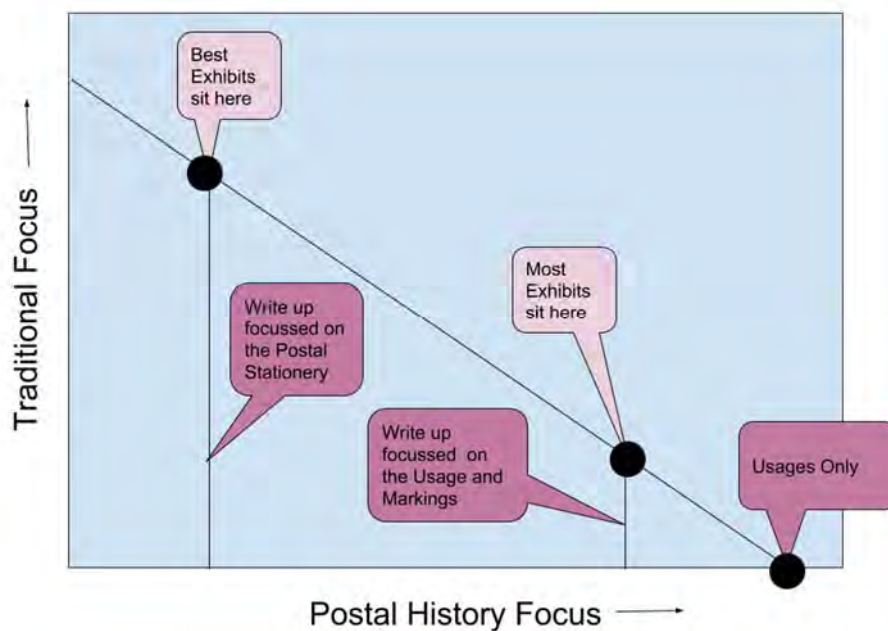 Best
Exhibits
sit here
Most
Exhibits
sit here
Write up
focussed on
the Postal
Stationery
Write up
focussed on
the Usage and
Markings
Usages Only
Traditional Focus
Postal History Focus